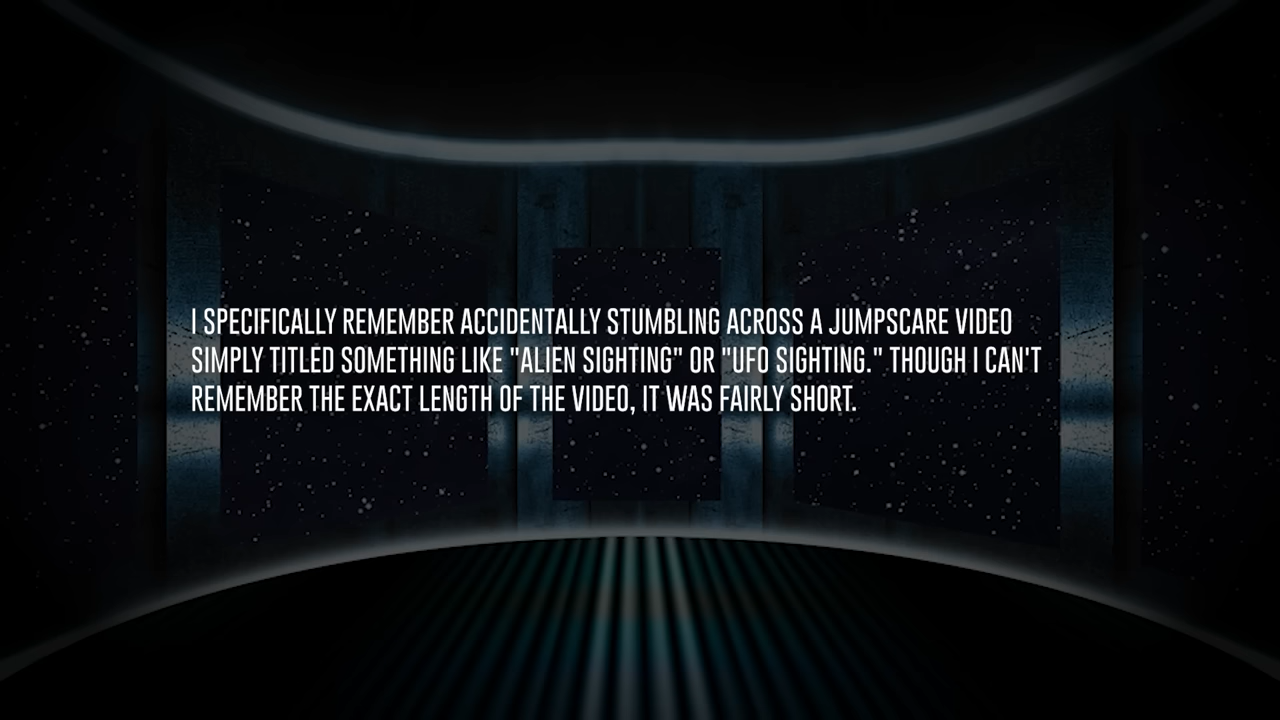 I SPECIFICALLY REMEMBER ACCIDENTALLY STUMBLING ACROSS A JUMPSCARE VIDEO
SIMPLY TITLED SOMETHING LIKE "ALIEN SIGHTING" OR "UFO SIGHTING." THOUGH I CAN'T
REMEMBER THE EXACT LENGTH OF THE VIDEO, IT WAS FAIRLY SHORT.